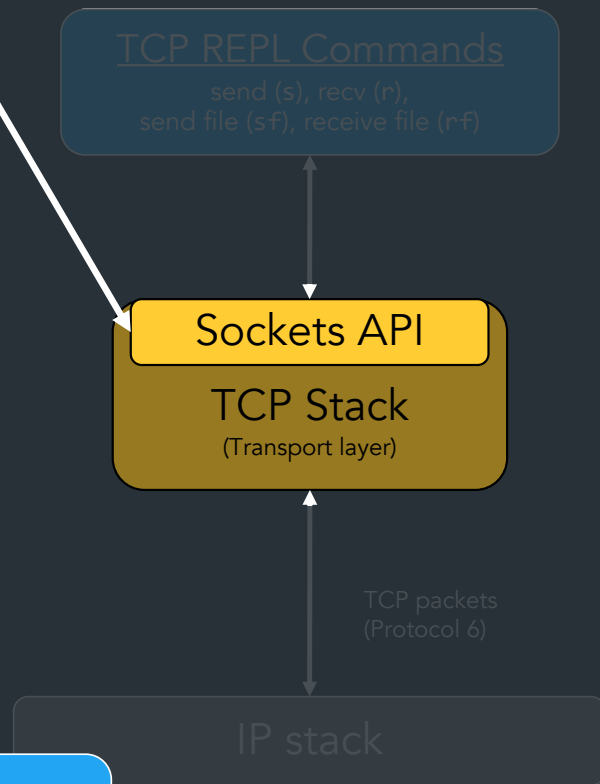 TCP REPL Commands
send (s), recv (r),
send file (sf), receive file (rf)
Sockets API
TCP Stack
(Transport layer)
TCP packets
(Protocol 6)
IP stack